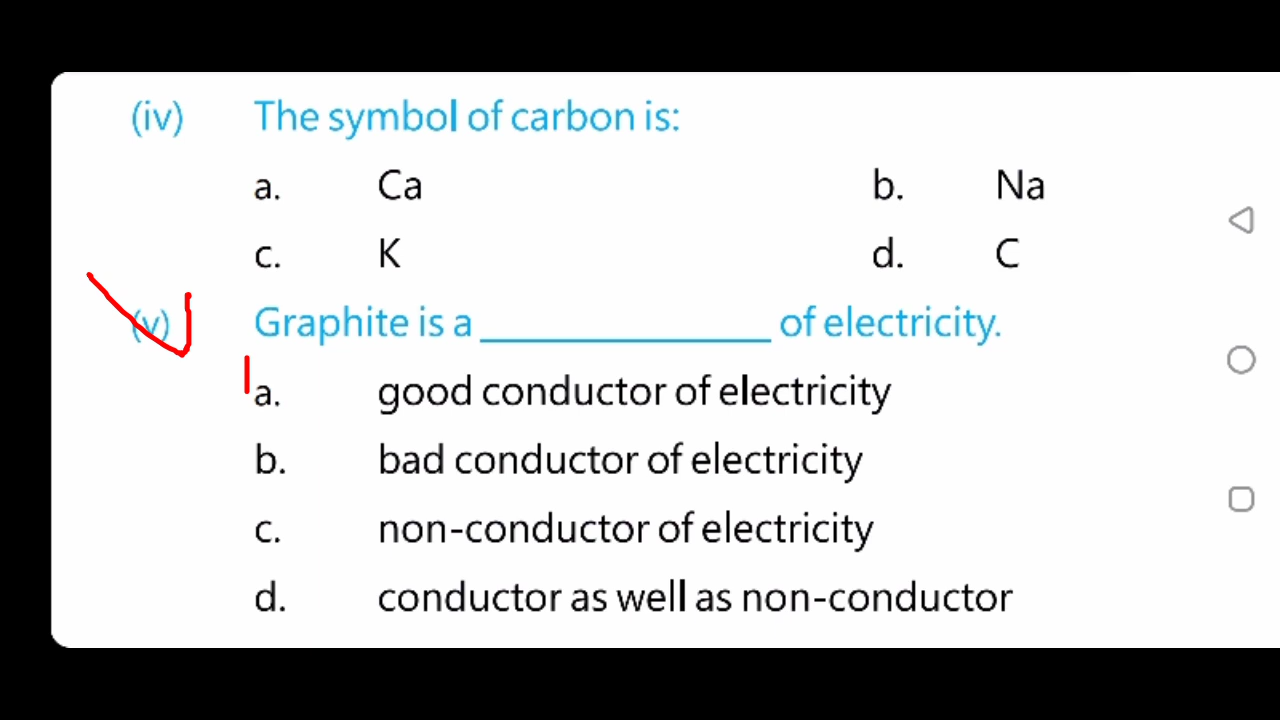 (iv) The symbol of carbon is:
a. Ca b. Na
c. K d. C
(v) Graphite is a ______________ of electricity.
a. good conductor of electricity
b. bad conductor of electricity
c. non-conductor of electricity
d. conductor as well as non-conductor